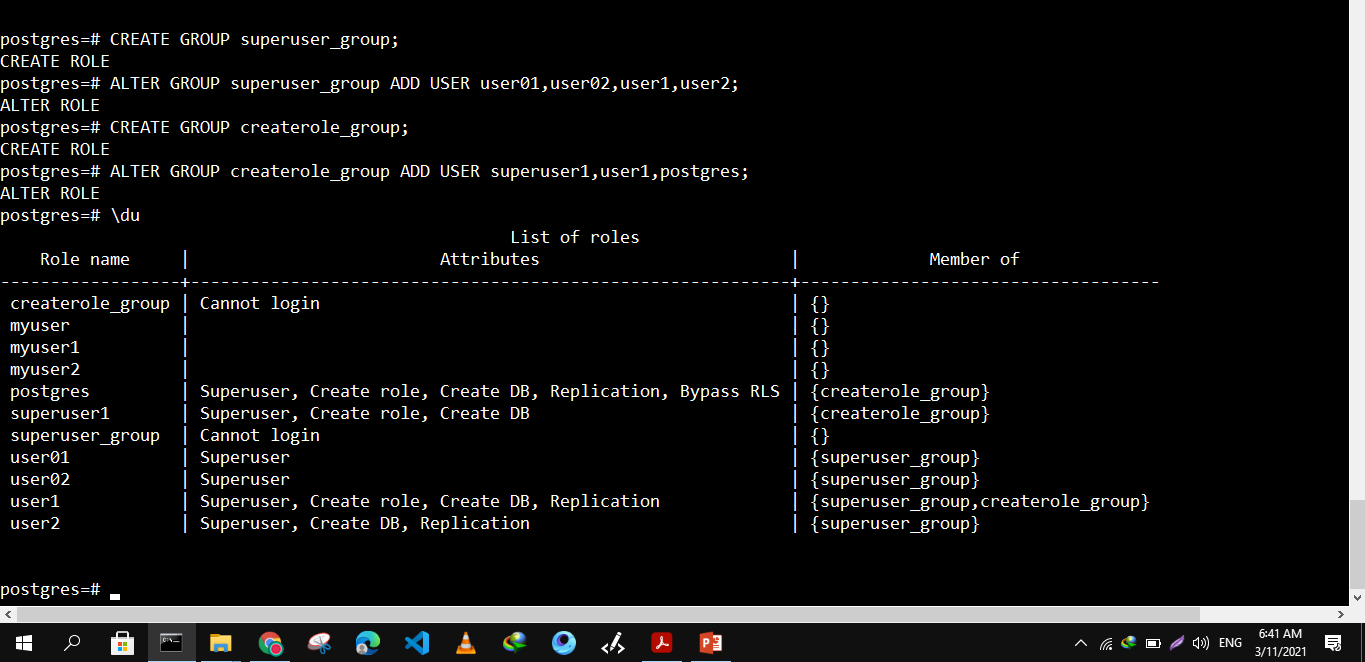 postgres=# CREATE GROUP superuser_group;
CREATE ROLE
postgres=# ALTER GROUP superuser_group ADD USER user01,user02,user1,user2;
ALTER ROLE
postgres=# CREATE GROUP createrole_group;
CREATE ROLE
postgres=# ALTER GROUP createrole_group ADD USER superuser1,user1,postgres;
ALTER ROLE
postgres=# \du
                                                   List of roles
    Role name     |                         Attributes                         |             Member of
------------------+------------------------------------------------------------+------------------------------------
 createrole_group | Cannot login                                               | {}
 myuser           |                                                            | {}
 myuser1          |                                                            | {}
 myuser2          |                                                            | {}
 postgres         | Superuser, Create role, Create DB, Replication, Bypass RLS | {createrole_group}
 superuser1       | Superuser, Create role, Create DB                          | {createrole_group}
 superuser_group  | Cannot login                                               | {}
 user01           | Superuser                                                  | {superuser_group}
 user02           | Superuser                                                  | {superuser_group}
 user1            | Superuser, Create role, Create DB, Replication             | {superuser_group,createrole_group}
 user2            | Superuser, Create DB, Replication                          | {superuser_group}
postgres=#
ENG
6:41 AM
3/11/2021